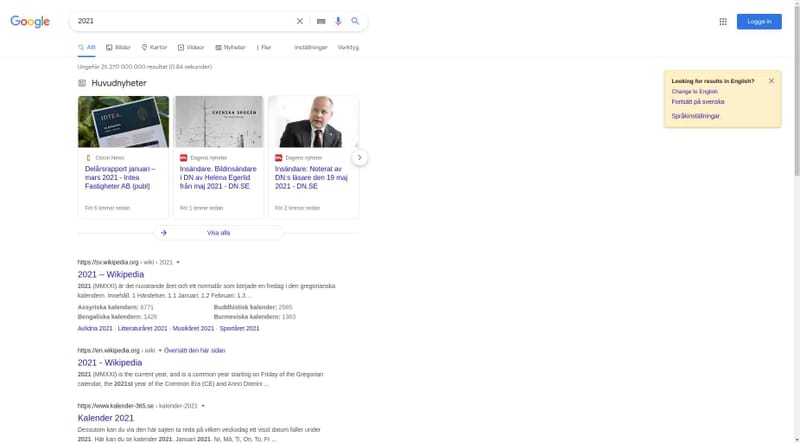 Google
2021
Logga in
Allt
Bilder
Kartor
Videor
Nyheter
Fler
Inställningar
Verktyg
Ungefär 25 270 000 000 resultat (0,84 sekunder)
Looking for results in English?
Change to English
Fortsätt på svenska
Språkinställningar
Huvudnyheter
INTEA.
SVENSKA SKOGEN
Cision News
Delårsrapport januari –
mars 2021 - Intea
Fastigheter AB (publ)
För 6 timmar sedan
Dagens nyheter
Insändare. Bildinsändare
i DN av Helena Egerlid
från maj 2021 - DN.SE
För 1 timme sedan
Dagens nyheter
Insändare: Noterat av
DN:s läsare den 19 maj
2021 - DN.SE
För 2 timmar sedan
Visa alla
https://sv.wikipedia.org › wiki › 2021
2021 – Wikipedia
2021 (MMXXI) är det nuvarande året och ett normalår som började en fredag i den gregorianska
kalendern. Innehåll. 1 Händelser. 1.1 Januari; 1.2 Februari; 1.3 ...
Assyriska kalendern: 6771
Buddhistisk kalender: 2565
Bengaliska kalendern: 1428
Burmesiska kalendern: 1383
Avlidna 2021 · Litteraturåret 2021 · Musikåret 2021 · Sportåret 2021
https://en.wikipedia.org › wiki
Översätt den här sidan
2021 - Wikipedia
2021 (MMXXI) is the current year, and is a common year starting on Friday of the Gregorian
calendar, the 2021st year of the Common Era (CE) and Anno Domini ...
https://www.kalender-365.se › kalender-2021
Kalender 2021
Dessutom kan du via den här sajten ta reda på vilken veckodag ett visst datum faller under
2021. Här kan du se kalender 2021. Januari 2021. Nr, Må, Ti, On, To, Fr ...